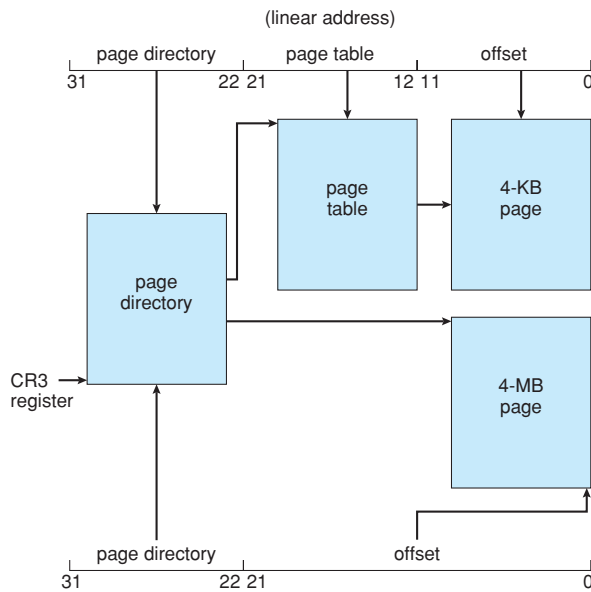 (linear address)
page directory page table offset
31 22 21 12 11 0
page
table
4-KB
page
page
directory
CR3
register
4-MB
page
page directory offset
31 22 21 0